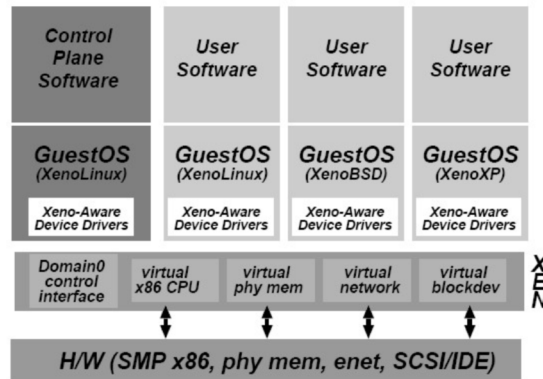 Control
Plane
Software
User
Software
User
Software
User
Software
GuestOS
(XenoLinux)
Xeno-Aware
Device Drivers
GuestOS
(XenoLinux)
Xeno-Aware
Device Drivers
GuestOS
(XenoBSD)
Xeno-Aware
Device Drivers
GuestOS
(XenoXP)
Xeno-Aware
Device Drivers
Domain0
control
interface
virtual
x86 CPU
virtual
phy mem
virtual
network
virtual
blockdev
X
E
N
H/W (SMP x86, phy mem, enet, SCSI/IDE)